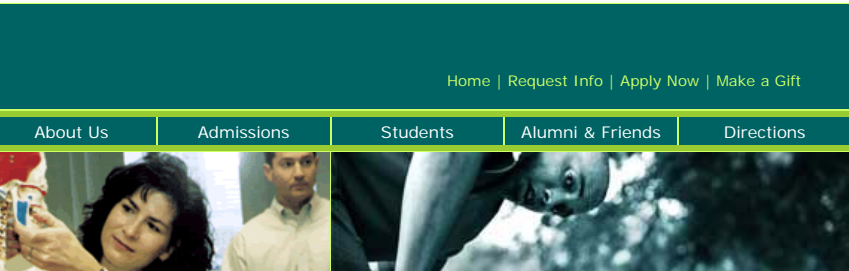 Home | Request Info | Apply Now | Make a Gift
About Us Admissions Students Alumni & Friends Directions